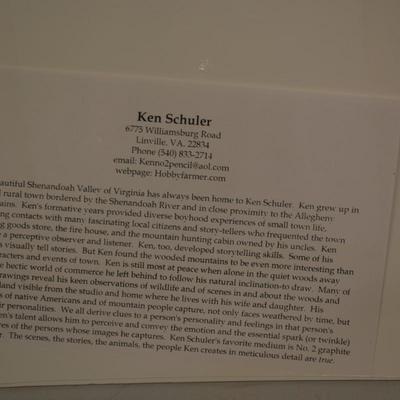 Ken Schuler
6775 Williamsburg Road
Linville, VA, 22834
Phone (540) 833-2714
email: Kenno2pencil@aol.com
webpage: Hobbyfarmer.com
autiful Shenandoah Valley of Virginia has always been home to Ken Schuler. Ken grew up in
l rural town bordered by the Shenandoah River and in close proximity to the Allegheny
ains. Ken's formative years provided diverse boyhood experiences of small town life,
ng contacts with many fascinating local citizens and story-tellers who frequented the town
g goods store, the fire house, and the mountain hunting cabin owned by his uncles. Ken
e a perceptive observer and listener. Ken, too, developed storytelling skills. Some of his
s visually tell stories. But Ken found the wooded mountains to be even more interesting than
racters and events of town. Ken is still most at peace when alone in the quiet woods away
e hectic world of commerce he left behind to follow his natural inclination-to draw. Many of
drawings reveal his keen observations of wildlife and of scenes in and about the woods and
land visible from the studio and home where he lives with his wife and daughter. His
s of native Americans and of mountain people capture, not only faces weathered by time, but
ir personalities. We all derive clues to a person's personality and feelings in that person's
en's talent allows him to perceive and convey the emotion and the essential spark (or twinkle)
es of the persons whose images he captures. Ken Schuler's favorite medium is No. 2 graphite
r. The scenes, the stories, the animals, the people Ken creates in meticulous detail are true.